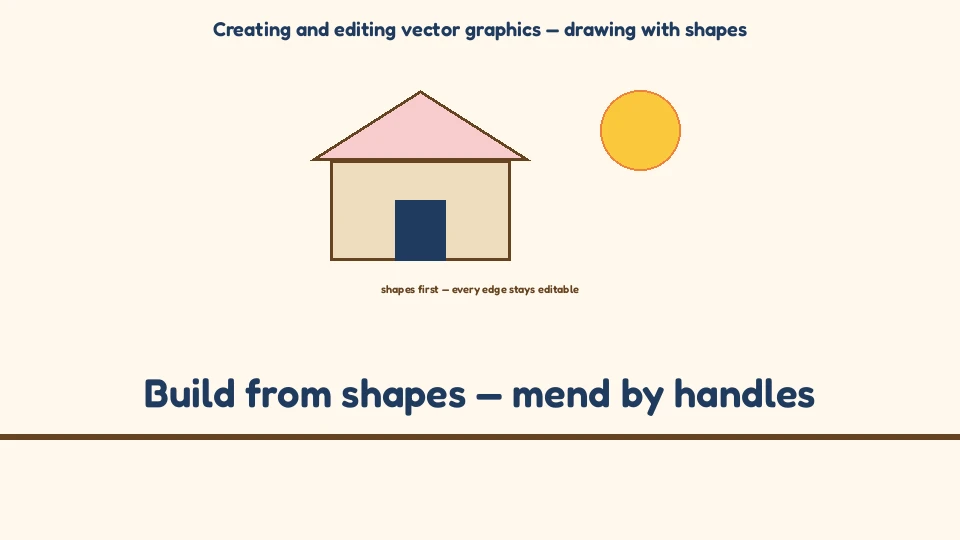 Creating and editing vector graphics — drawing with shapes
shapes first — every edge stays editable
Build from shapes — mend by handles